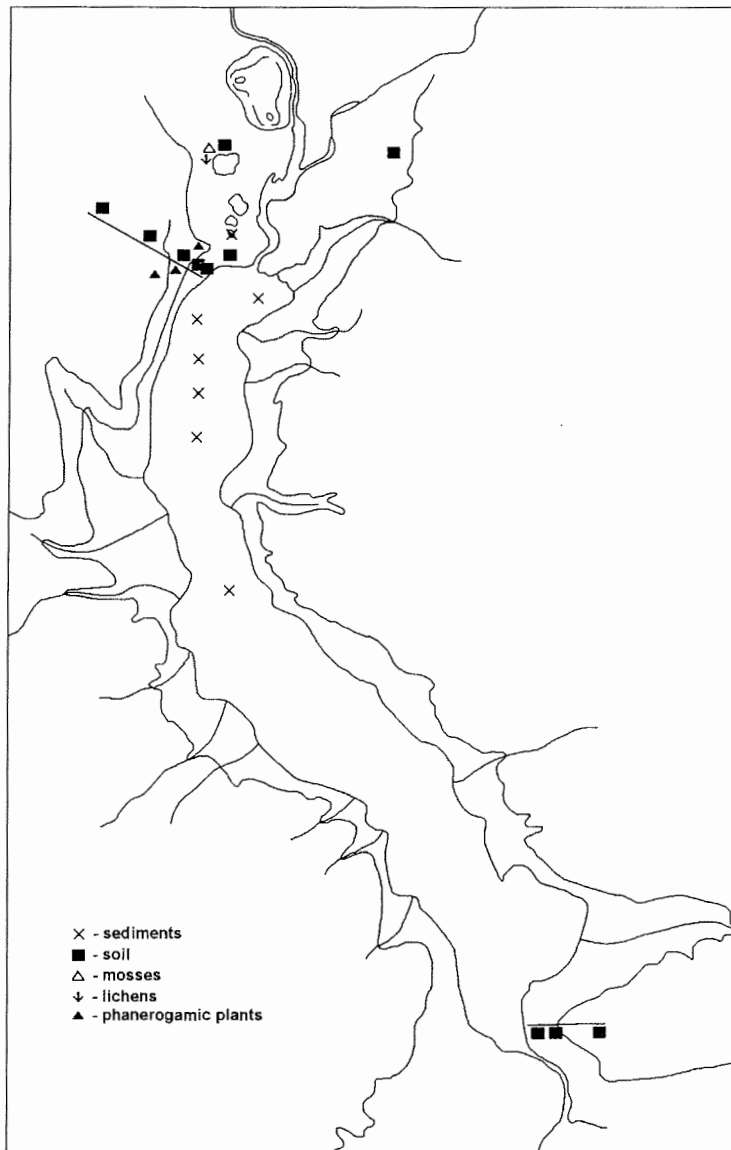 - sediments
- soil
- mosses
- lichens
- phanerogamic plants